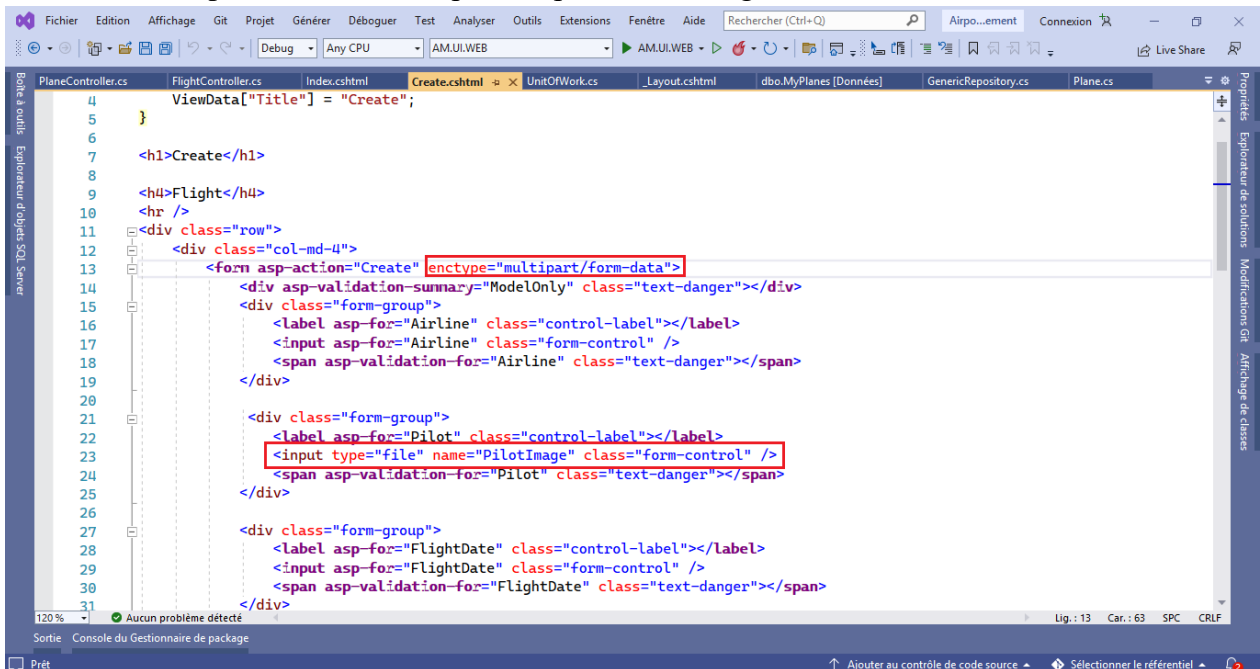 Fichier Edition Affichage Git Projet Générer Déboguer Test Analyser Outils Extensions Fenêtre Aide Rechercher (Ctrl+Q) Airpo...ement Connexion
Debug Any CPU AM.UI.WEB AM.UI.WEB Live Share
PlaneController.cs FlightController.cs Index.cshtml Create.cshtml UnitOfWork.cs _Layout.cshtml dbo.MyPlanes [Données] GenericRepository.cs Plane.cs
Boîte à outils Explorateur d'objets SQL Server
4 ViewData["Title"] = "Create";
5 }
6
7 <h1>Create</h1>
8
9 <h4>Flight</h4>
10 <hr />
11 <div class="row">
12 <div class="col-md-4">
13 <form asp-action="Create" enctype="multipart/form-data">
14 <div asp-validation-summary="ModelOnly" class="text-danger"></div>
15 <div class="form-group">
16 <label asp-for="Airline" class="control-label"></label>
17 <input asp-for="Airline" class="form-control" />
18 <span asp-validation-for="Airline" class="text-danger"></span>
19 </div>
20
21 <div class="form-group">
22 <label asp-for="Pilot" class="control-label"></label>
23 <input type="file" name="PilotImage" class="form-control" />
24 <span asp-validation-for="Pilot" class="text-danger"></span>
25 </div>
26
27 <div class="form-group">
28 <label asp-for="FlightDate" class="control-label"></label>
29 <input asp-for="FlightDate" class="form-control" />
30 <span asp-validation-for="FlightDate" class="text-danger"></span>
31 </div>
Propriétés Explorateur de solutions Modifications Git Affichage de classes
120 % Aucun problème détecté Lig. : 13 Car. : 63 SPC CRLF
Sortie Console du Gestionnaire de package
Prêt Ajouter au contrôle de code source Sélectionner le référentiel 2